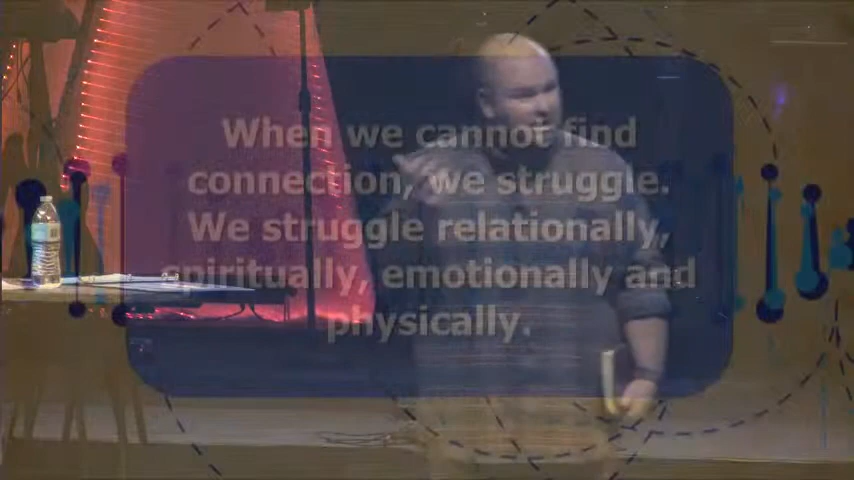 When we cannot find
connection, we struggle.
We struggle relationally,
spiritually, emotionally and
physically.